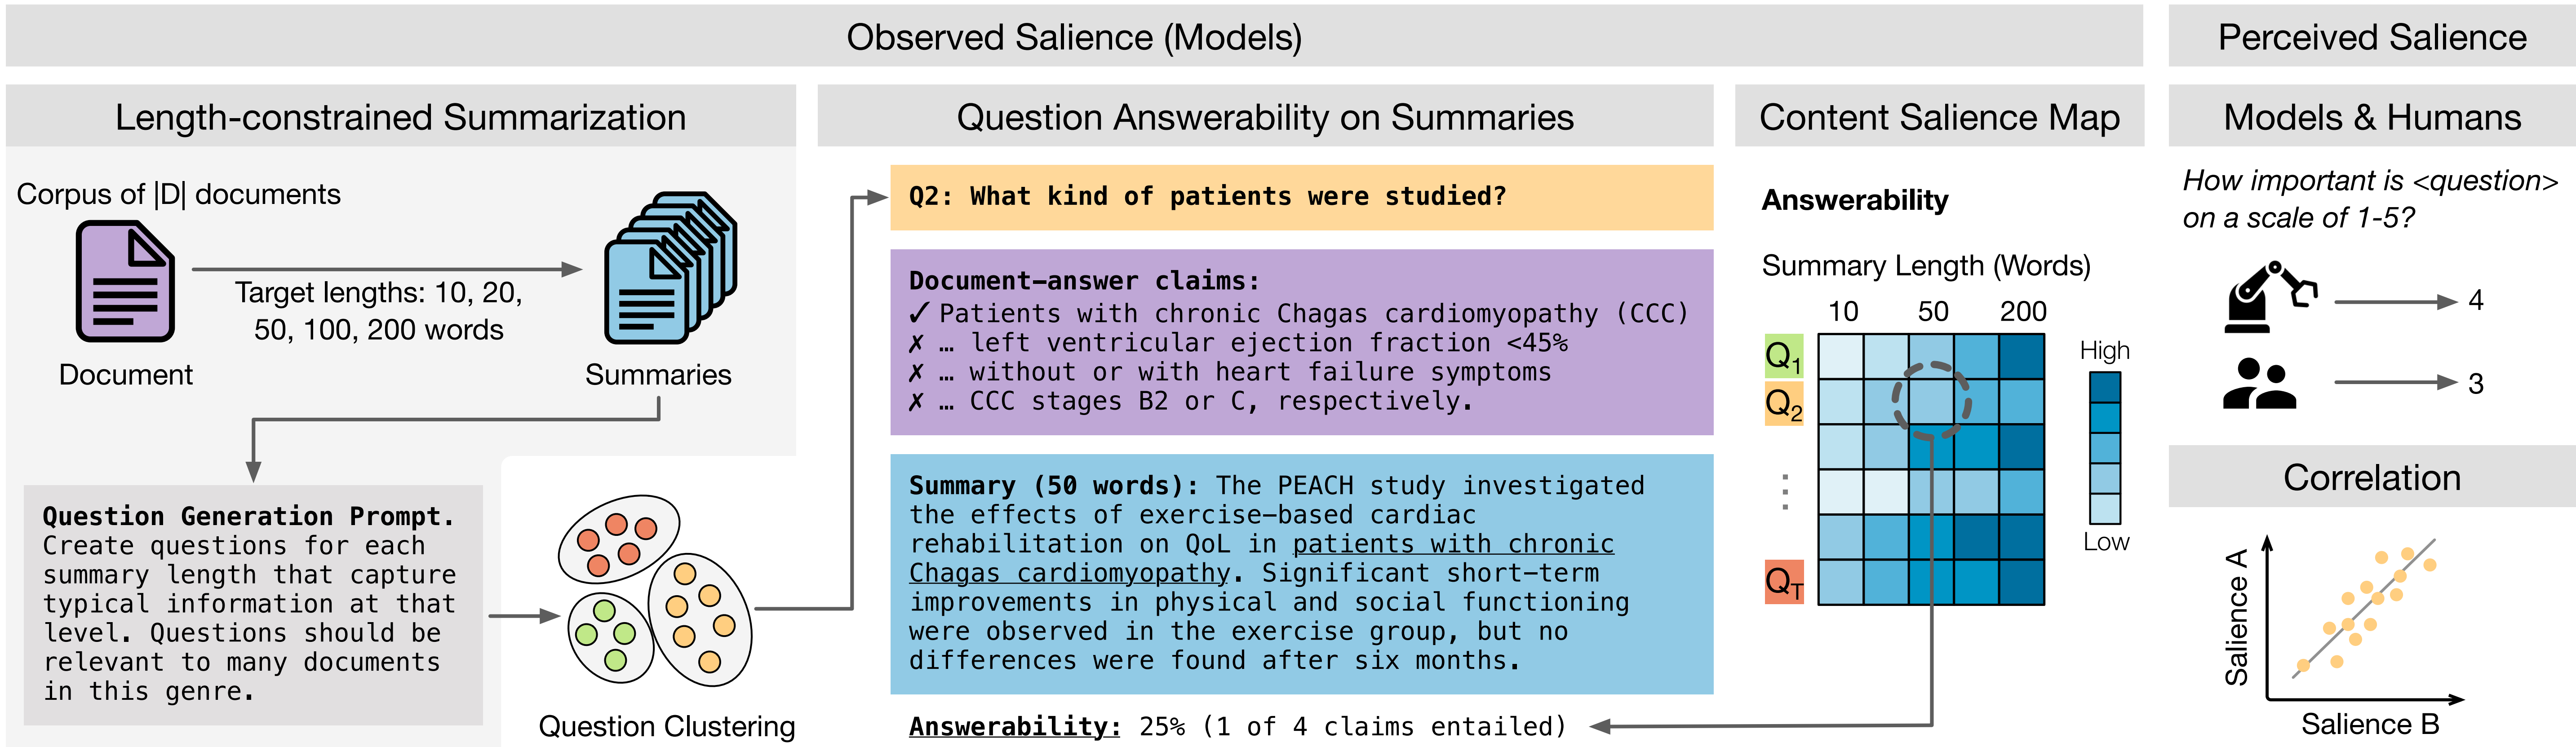 Observed Salience (Models)
Perceived Salience
Length-constrained Summarization
Question Answerability on Summaries
Content Salience Map
Models & Humans
Corpus of |D| documents
Target lengths: 10, 20,
50, 100, 200 words
Document
Summaries
Question Generation Prompt.
Create questions for each
summary length that capture
typical information at that
level. Questions should be
relevant to many documents
in this genre.
Question Clustering
Q2: What kind of patients were studied?
Document-answer claims:
✓ Patients with chronic Chagas cardiomyopathy (CCC)
✗ … left ventricular ejection fraction <45%
✗ … without or with heart failure symptoms
✗ … CCC stages B2 or C, respectively.
Summary (50 words): The PEACH study investigated
the effects of exercise-based cardiac
rehabilitation on QoL in patients with chronic
Chagas cardiomyopathy. Significant short-term
improvements in physical and social functioning
were observed in the exercise group, but no
differences were found after six months.
Answerability: 25% (1 of 4 claims entailed)
Answerability
Summary Length (Words)
10 50 200
Q1
Q2
⋮
QT
High
Low
How important is <question>
on a scale of 1-5?
4
3
Correlation
Salience A
Salience B